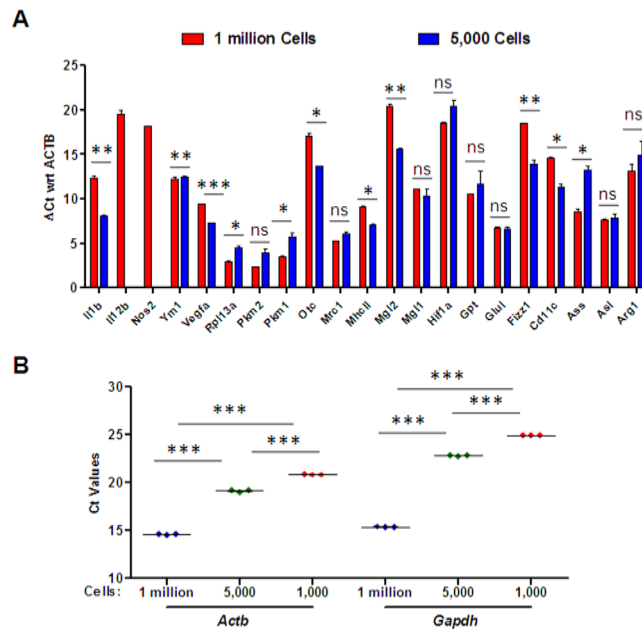 A
1 million Cells
5,000 Cells
ΔCt wrt ACTB
25
20
15
10
5
0
** ** *** * ns * * ns * ** ns ns ns ns ** * * ns ns
Il1b Il12b Nos2 Ym1 Vegfa Rpl13a Pkm2 Pkm1 Otc Mrc1 MhcII Mgl2 Mgl1 Hif1a Gpt Glul Fizz1 Cd11c Ass Asl Arg1
B
Ct Values
30
25
20
15
10
*** *** ***
*** *** ***
Cells: 1 million 5,000 1,000 1 million 5,000 1,000
Actb Gapdh